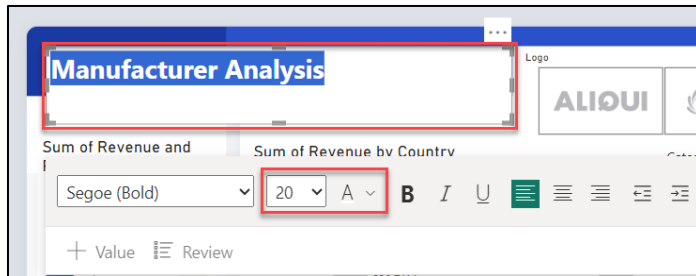 Manufacturer Analysis
Logo
ALIQUI
Sum of Revenue and
Sum of Revenue by Country
Segoe (Bold)
20
A
B I U
Value
Review